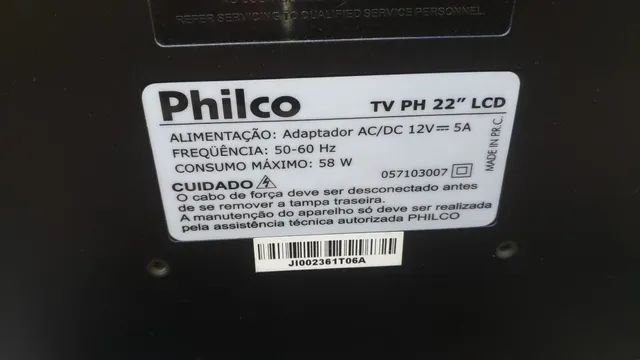 REFER SERVICING TO QUALIFIED SERVICE PERSONNEL.
Philco
TV PH 22” LCD
ALIMENTAÇÃO: Adaptador AC/DC 12V⎓5A
FREQÜÊNCIA: 50-60 Hz
CONSUMO MÁXIMO: 58 W
057103007
MADE IN P.R.C.
CUIDADO
O cabo de força deve ser desconectado antes
de se remover a tampa traseira.
A manutenção do aparelho só deve ser realizada
pela assistência técnica autorizada PHILCO
JI002361T06A